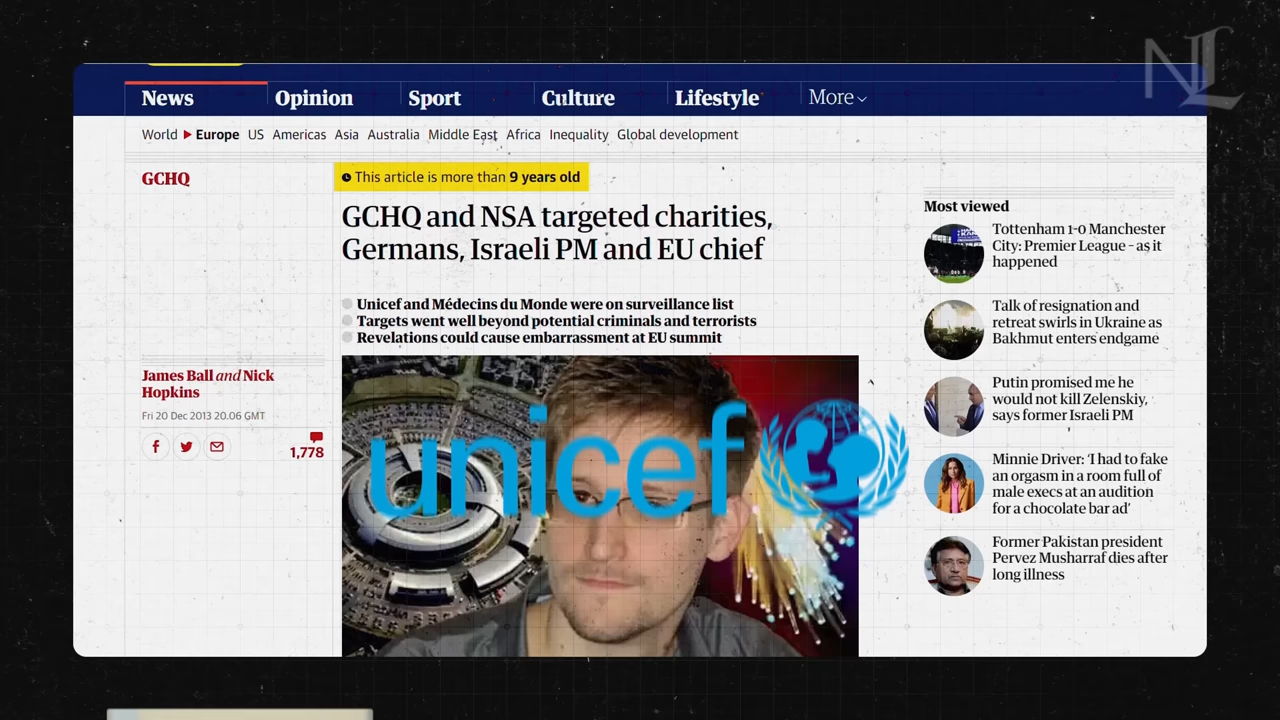 NL
News Opinion Sport Culture Lifestyle More
World Europe US Americas Asia Australia Middle East Africa Inequality Global development
GCHQ
This article is more than 9 years old
GCHQ and NSA targeted charities,
Germans, Israeli PM and EU chief
Unicef and Médecins du Monde were on surveillance list
Targets went well beyond potential criminals and terrorists
Revelations could cause embarrassment at EU summit
James Ball and Nick
Hopkins
Fri 20 Dec 2013 20.06 GMT
1,778
unicef
Most viewed
Tottenham 1-0 Manchester
City: Premier League – as it
happened
Talk of resignation and
retreat swirls in Ukraine as
Bakhmut enters endgame
Putin promised me he
would not kill Zelenskiy,
says former Israeli PM
Minnie Driver: ‘I had to fake
an orgasm in a room full of
male execs at an audition
for a chocolate bar ad’
Former Pakistan president
Pervez Musharraf dies after
long illness